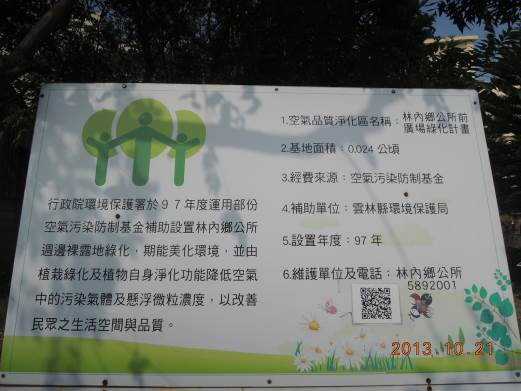 行政院環境保護署於97年度運用部份
空氣污染防制基金補助設置林內鄉公所
週邊裸露地綠化，期能美化環境，並由
植栽綠化及植物自身淨化功能降低空氣
中的污染氣體及懸浮微粒濃度，以改善
民眾之生活空間與品質。
1.空氣品質淨化區名稱：林內鄉公所前
廣場綠化計畫
2.基地面積：0.024 公頃
3.經費來源：空氣污染防制基金
4.補助單位：雲林縣環境保護局
5.設置年度：97年
6.維護單位及電話：林內鄉公所
5892001
2013.10.21